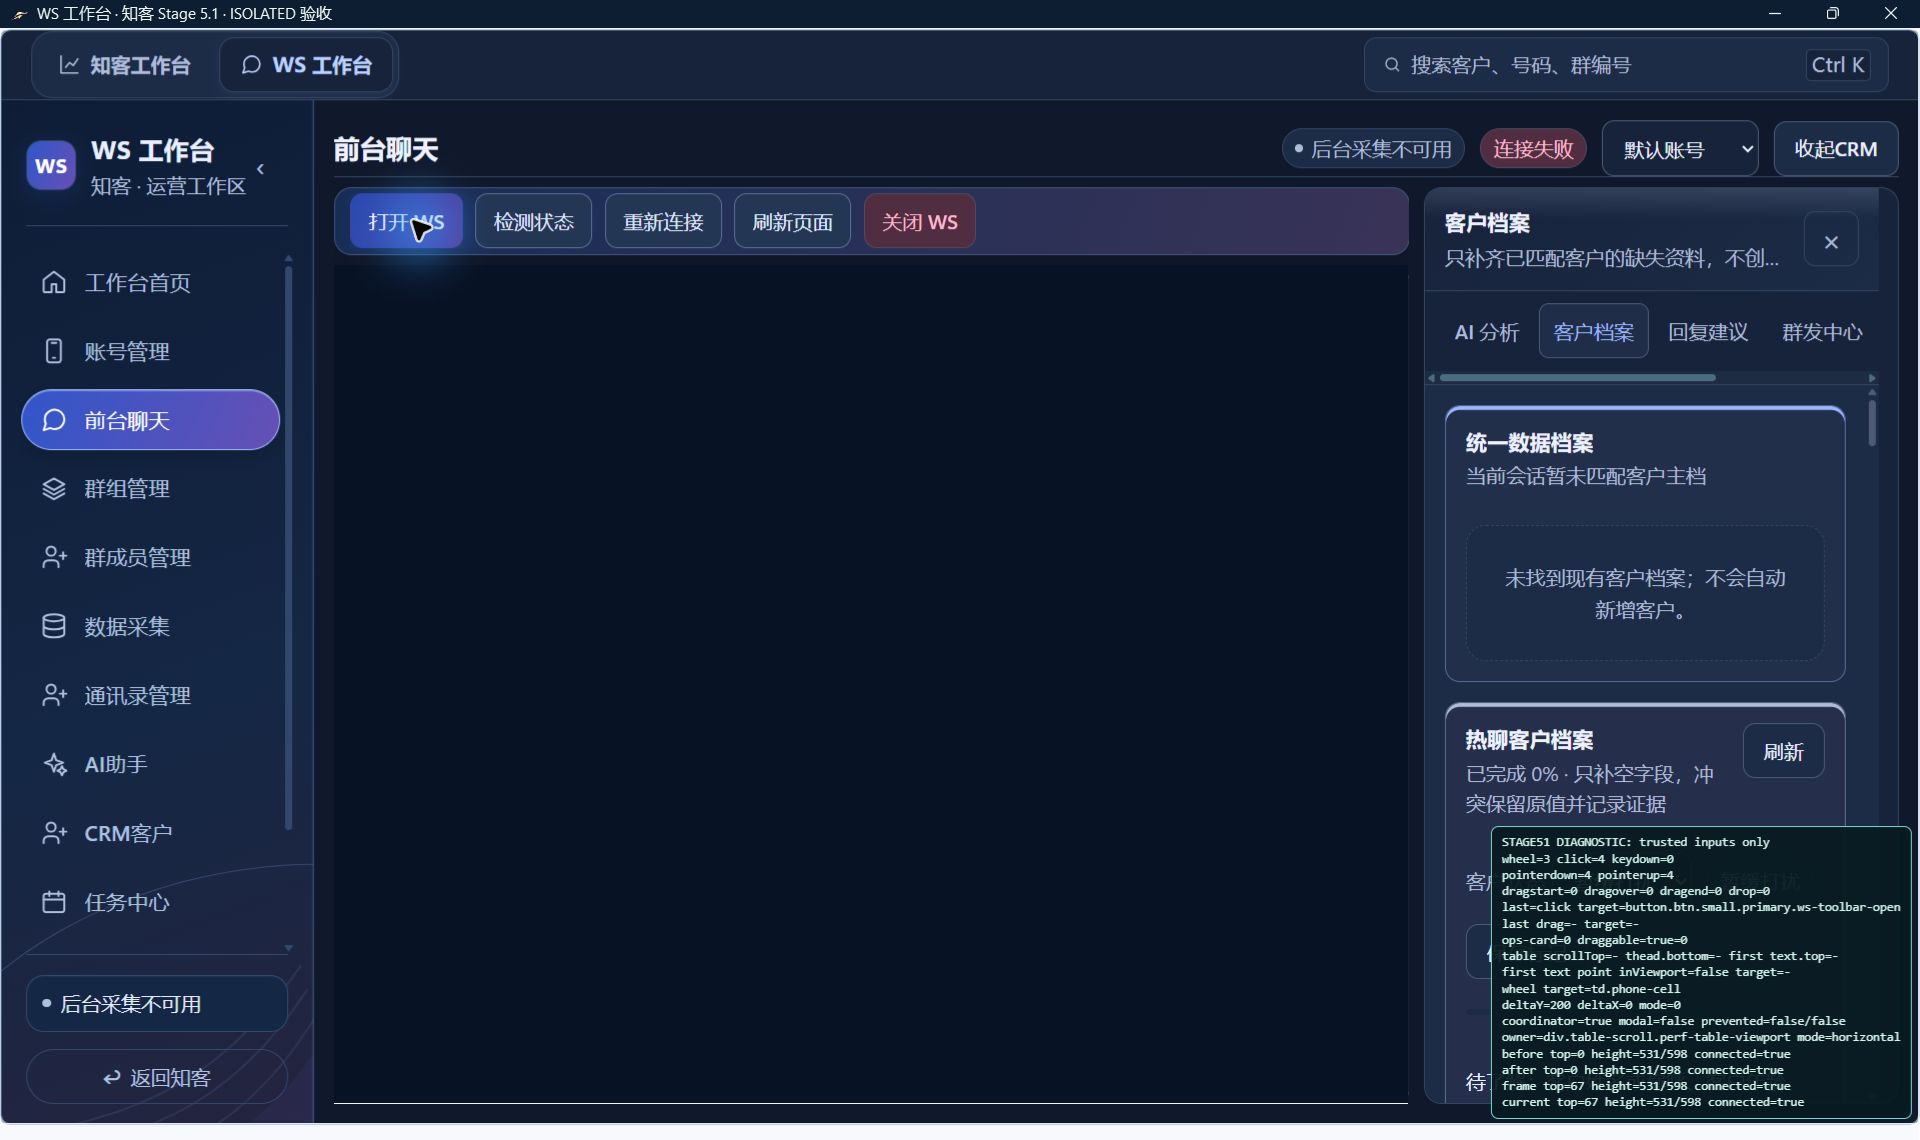 WS 工作台 · 知客 Stage 5.1 · ISOLATED 验收
知客工作台
WS 工作台
搜索客户、号码、群编号
Ctrl K
WS
WS 工作台
知客 · 运营工作区
工作台首页
账号管理
前台聊天
群组管理
群成员管理
数据采集
通讯录管理
AI助手
CRM客户
任务中心
后台采集不可用
返回知客
前台聊天
后台采集不可用
连接失败
默认账号
收起CRM
打开 WS
检测状态
重新连接
刷新页面
关闭 WS
客户档案
只补齐已匹配客户的缺失资料，不创...
AI 分析
客户档案
回复建议
群发中心
统一数据档案
当前会话暂未匹配客户主档
未找到现有客户档案；不会自动
新增客户。
热聊客户档案
刷新
已完成 0% · 只补空字段，冲
突保留原值并记录证据
客
待
STAGE51 DIAGNOSTIC: trusted inputs only
wheel=3 click=4 keydown=0
pointerdown=4 pointerup=4
dragstart=0 dragover=0 dragend=0 drop=0
last=click target=button.btn.small.primary.ws-toolbar-open
last drag=- target=-
ops-card=0 draggable=true=0
table scrollTop=- thead.bottom=- first text.top=-
first text point inViewport=false target=-
wheel target=td.phone-cell
deltaY=200 deltaX=0 mode=0
coordinator=true modal=false prevented=false/false
owner=div.table-scroll.perf-table-viewport mode=horizontal
before top=0 height=531/598 connected=true
after top=0 height=531/598 connected=true
frame top=67 height=531/598 connected=true
current top=67 height=531/598 connected=true